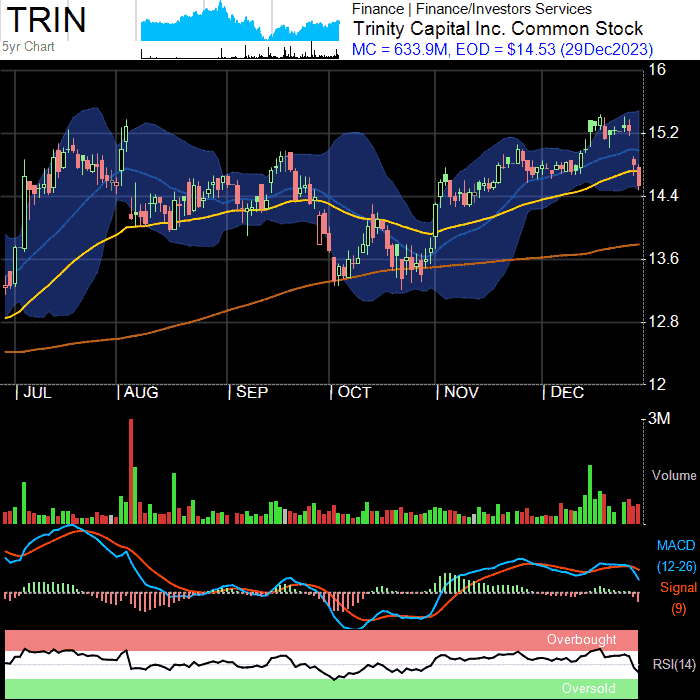 TRIN
5yr Chart
Finance | Finance/Investors Services
Trinity Capital Inc. Common Stock
MC = 633.9M, EOD = $14.53 (29Dec2023)
16
15.2
14.4
13.6
12.8
12
JUL AUG SEP OCT NOV DEC
3M
Volume
MACD
(12-26)
Signal
(9)
Overbought
RSI(14)
Oversold